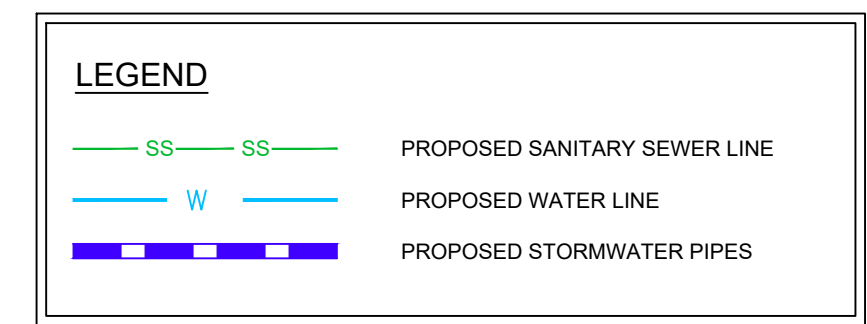 LEGEND
SS SS PROPOSED SANITARY SEWER LINE
W PROPOSED WATER LINE
PROPOSED STORMWATER PIPES